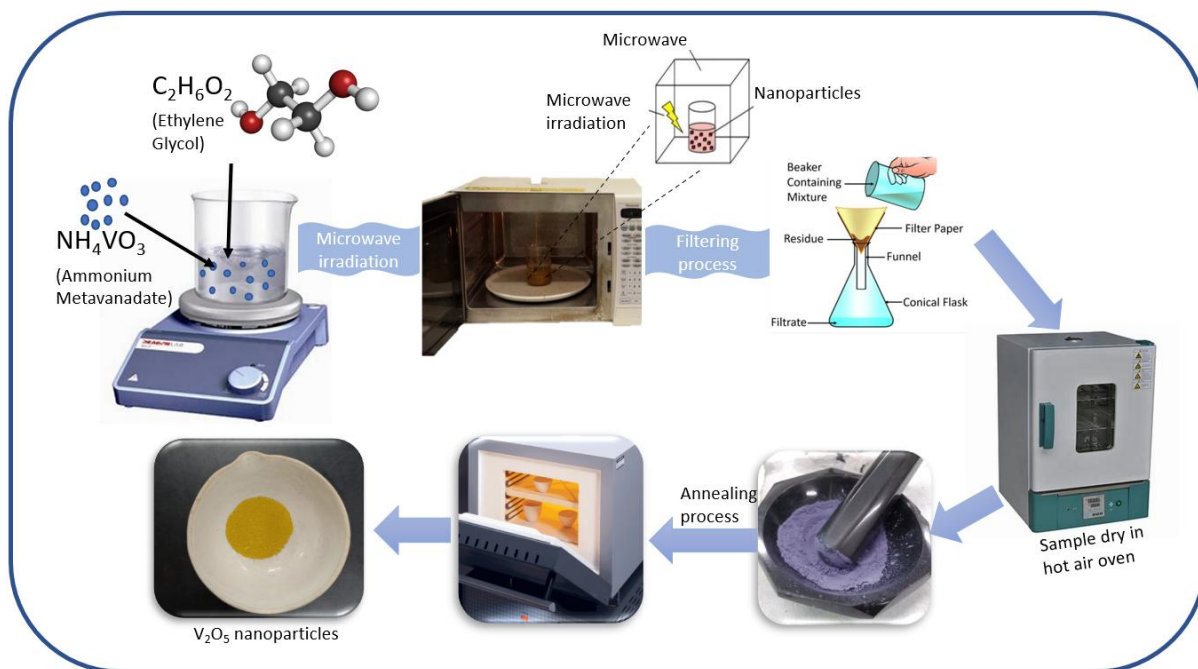 C₂H₆O₂
(Ethylene
Glycol)
NH₄VO₃
(Ammonium
Metavanadate)
Microwave
irradiation
Microwave
Microwave
irradiation
Nanoparticles
Filtering
process
Beaker
Containing
Mixture
Filter Paper
Residue
Funnel
Conical Flask
Filtrate
Sample dry in
hot air oven
Annealing
process
V₂O₅ nanoparticles